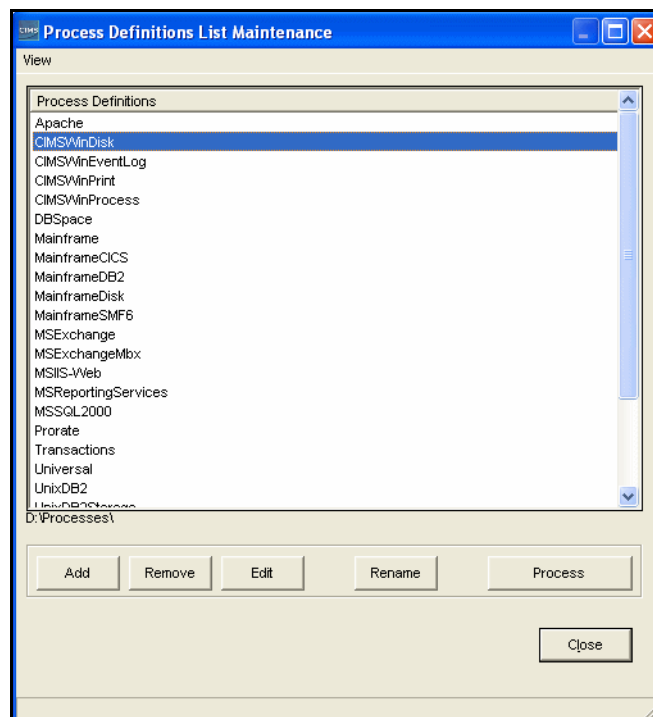 CIMS Process Definitions List Maintenance
View
Process Definitions
Apache
CIMSWinDisk
CIMSWinEventLog
CIMSWinPrint
CIMSWinProcess
DBSpace
Mainframe
MainframeCICS
MainframeDB2
MainframeDisk
MainframeSMF6
MSExchange
MSExchangeMbx
MSIIS-Web
MSReportingServices
MSSQL2000
Prorate
Transactions
Universal
UnixDB2
UnixDB2Storage
D:\Processes\
Add Remove Edit Rename Process
Close